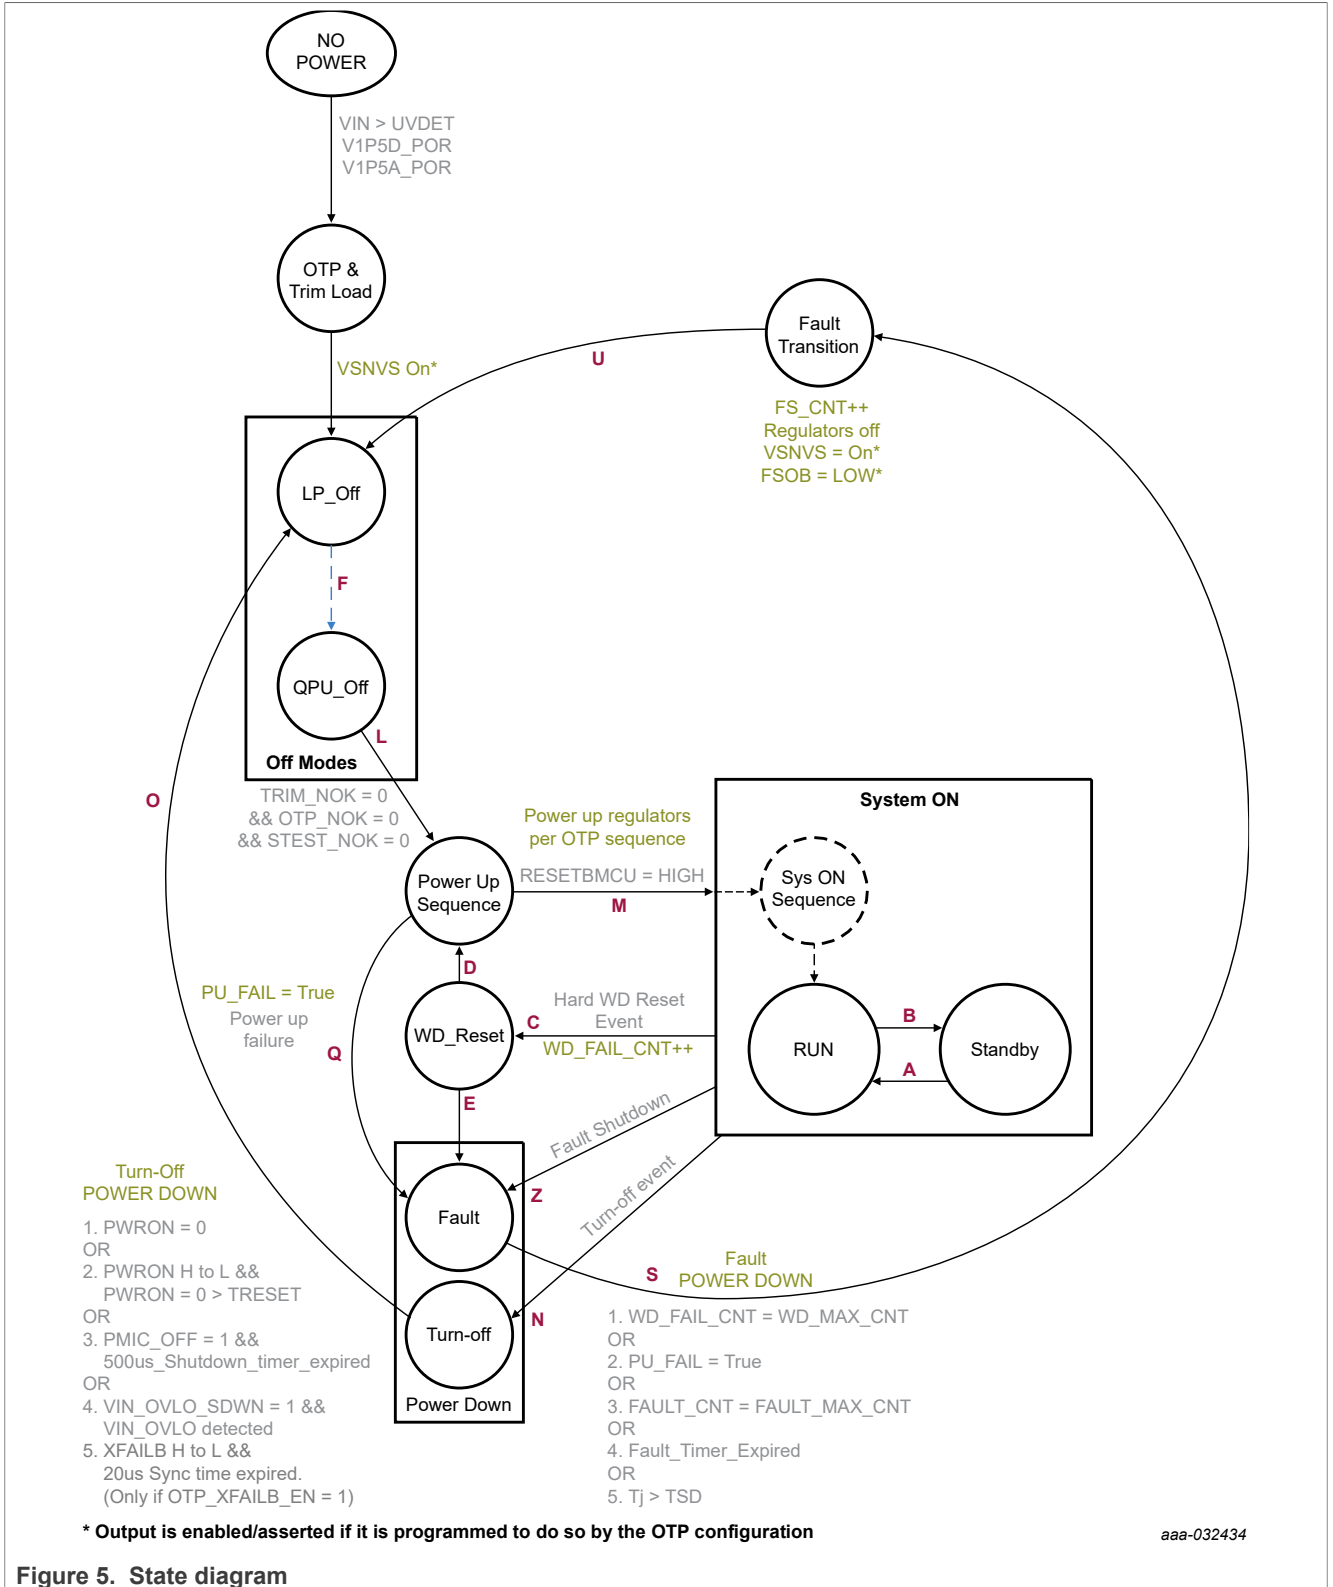 NO
POWER
VIN > UVDET
V1P5D_POR
V1P5A_POR
OTP &
Trim Load
VSNVS On*
Fault
Transition
U
FS_CNT++
Regulators off
VSNVS = On*
FSOB = LOW*
LP_Off
F
QPU_Off
L
Off Modes
O
TRIM_NOK = 0
&& OTP_NOK = 0
&& STEST_NOK = 0
Power up regulators
per OTP sequence
System ON
Power Up
Sequence
RESETBMCU = HIGH
M
Sys ON
Sequence
D
PU_FAIL = True
Power up
failure
Q
WD_Reset
C
Hard WD Reset
Event
WD_FAIL_CNT++
RUN
B
A
Standby
E
Fault Shutdown
Turn-off event
Z
Fault
Turn-off
N
Power Down
S
Turn-Off
POWER DOWN
1. PWRON = 0
OR
2. PWRON H to L &&
PWRON = 0 > TRESET
OR
3. PMIC_OFF = 1 &&
500us_Shutdown_timer_expired
OR
4. VIN_OVLO_SDWN = 1 &&
VIN_OVLO detected
5. XFAILB H to L &&
20us Sync time expired.
(Only if OTP_XFAILB_EN = 1)
Fault
POWER DOWN
1. WD_FAIL_CNT = WD_MAX_CNT
OR
2. PU_FAIL = True
OR
3. FAULT_CNT = FAULT_MAX_CNT
OR
4. Fault_Timer_Expired
OR
5. Tj > TSD
* Output is enabled/asserted if it is programmed to do so by the OTP configuration
aaa-032434
Figure 5. State diagram